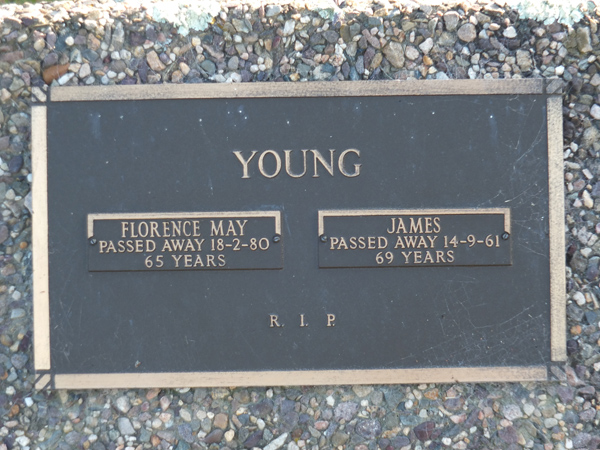 YOUNG
FLORENCE MAY
PASSED AWAY 18-2-80
65 YEARS
JAMES
PASSED AWAY 14-9-61
69 YEARS
R. I. P.